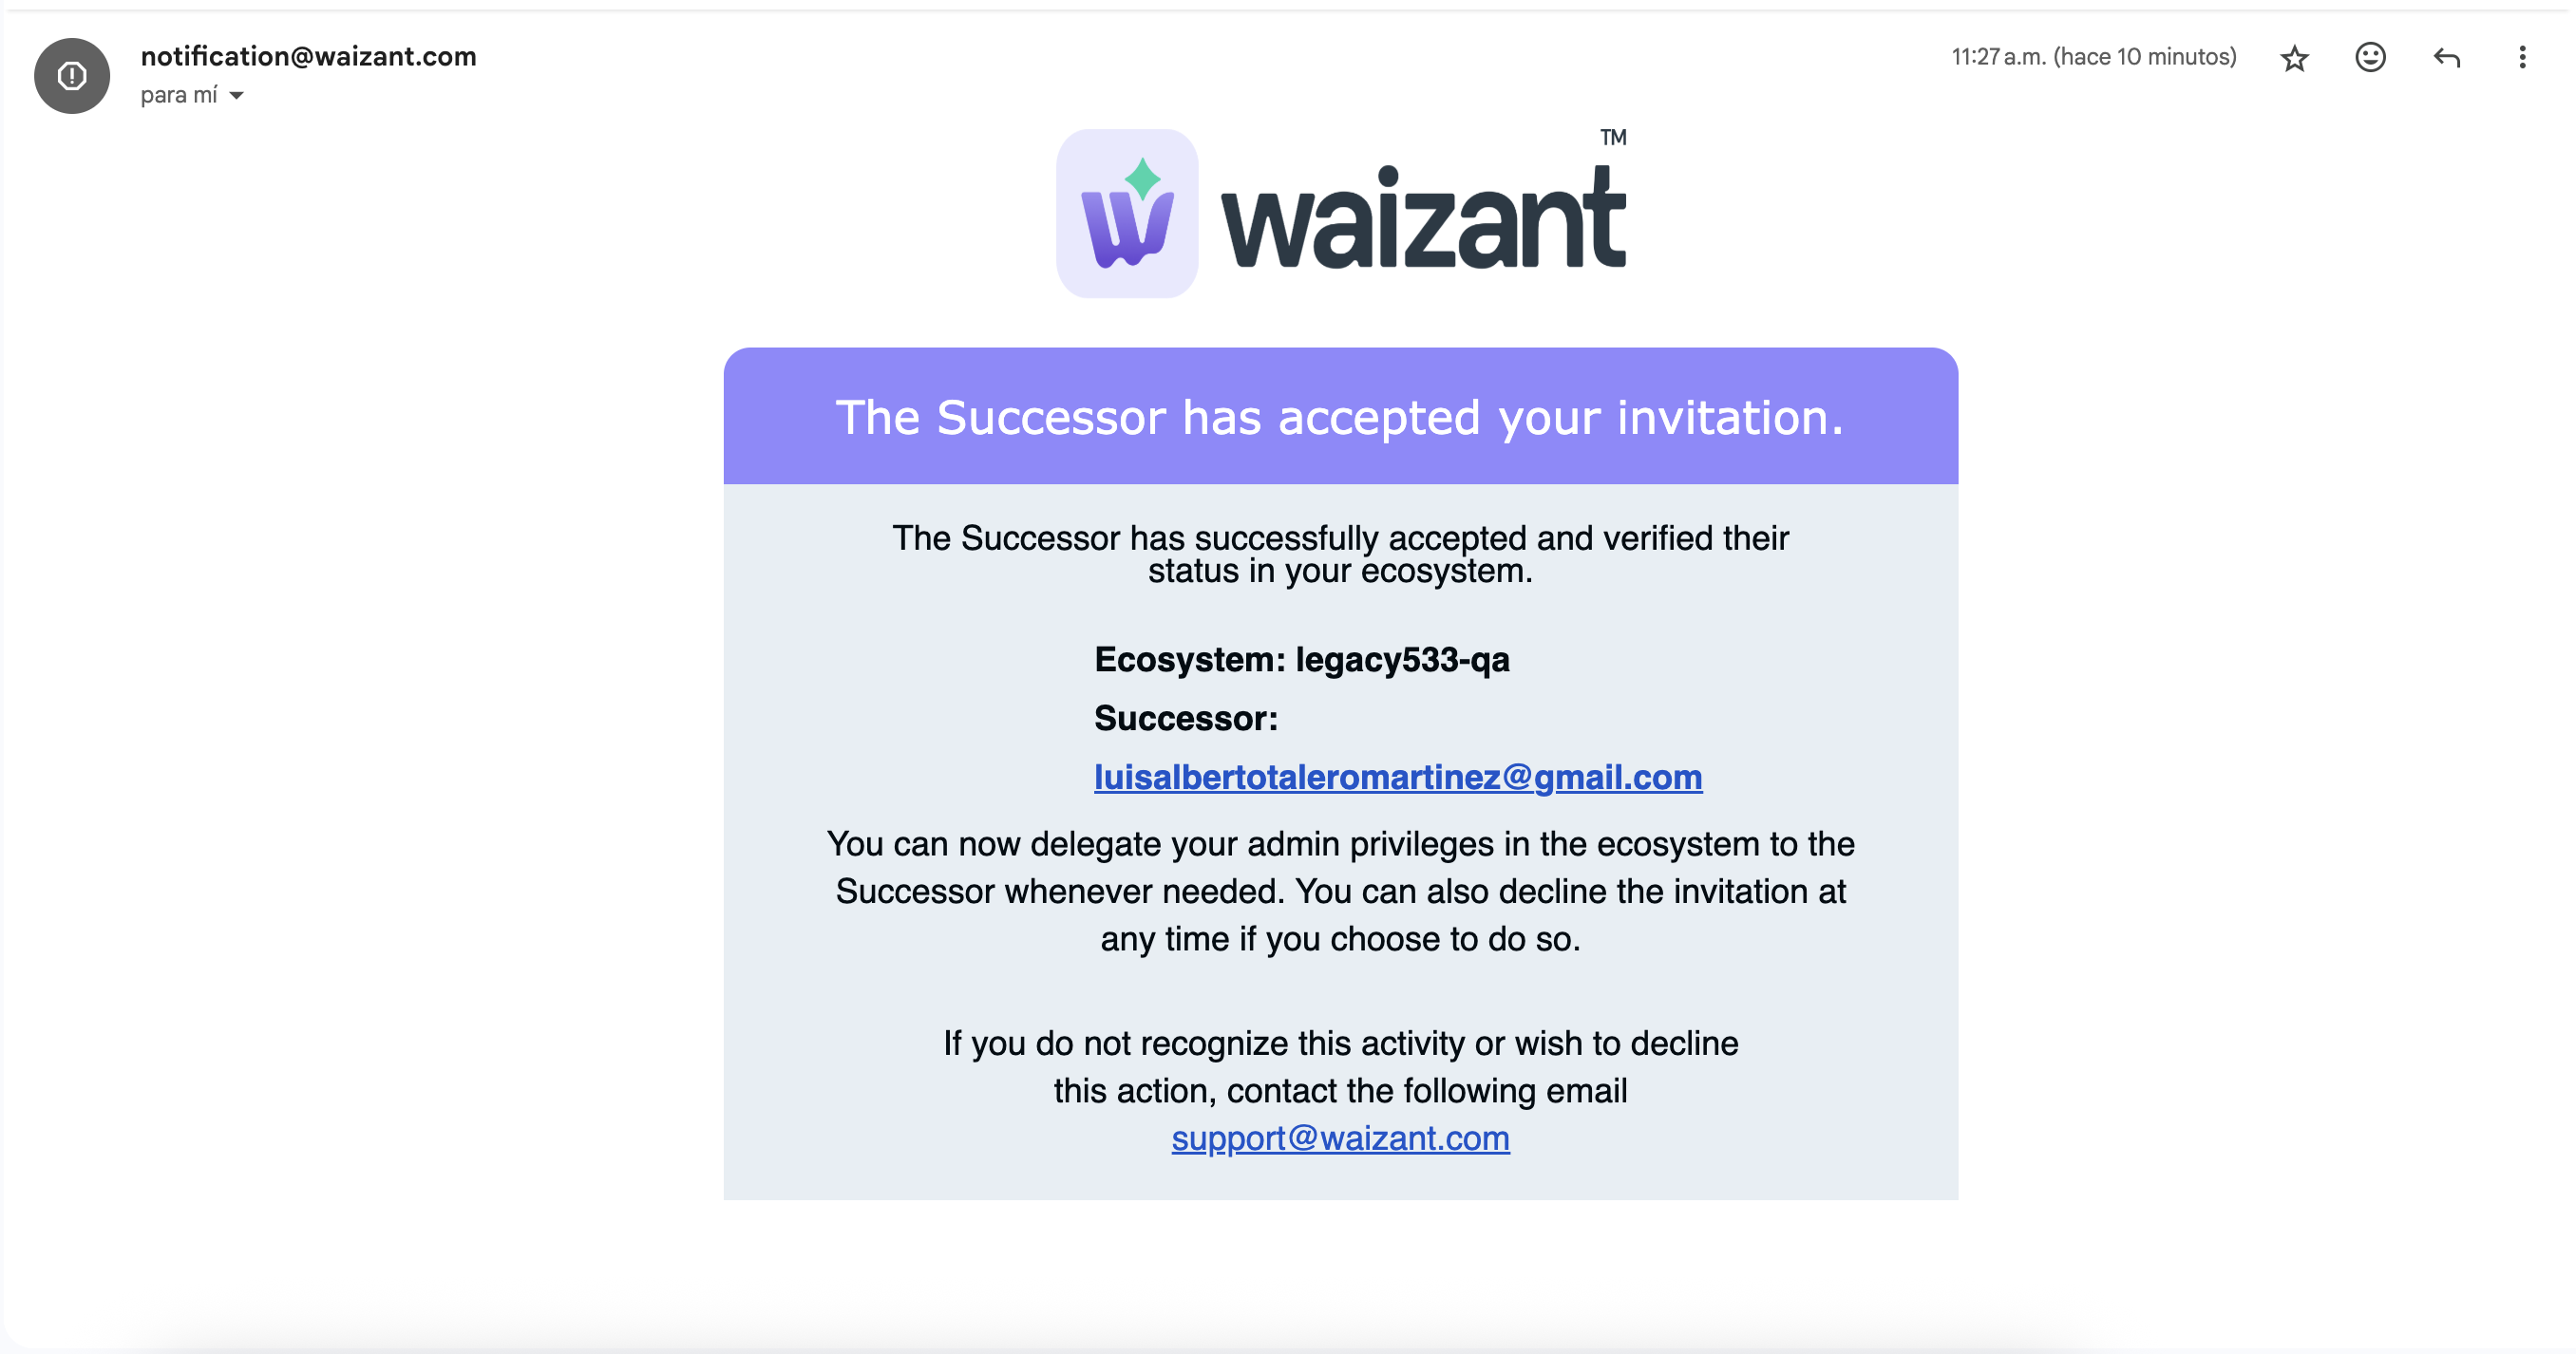 notification@waizant.com
11:27 a.m. (hace 10 minutos)
para mí
waizant™
The Successor has accepted your invitation.
The Successor has successfully accepted and verified their
status in your ecosystem.
Ecosystem: legacy533-qa
Successor:
luisalbertotaleromartinez@gmail.com
You can now delegate your admin privileges in the ecosystem to the
Successor whenever needed. You can also decline the invitation at
any time if you choose to do so.
If you do not recognize this activity or wish to decline
this action, contact the following email
support@waizant.com